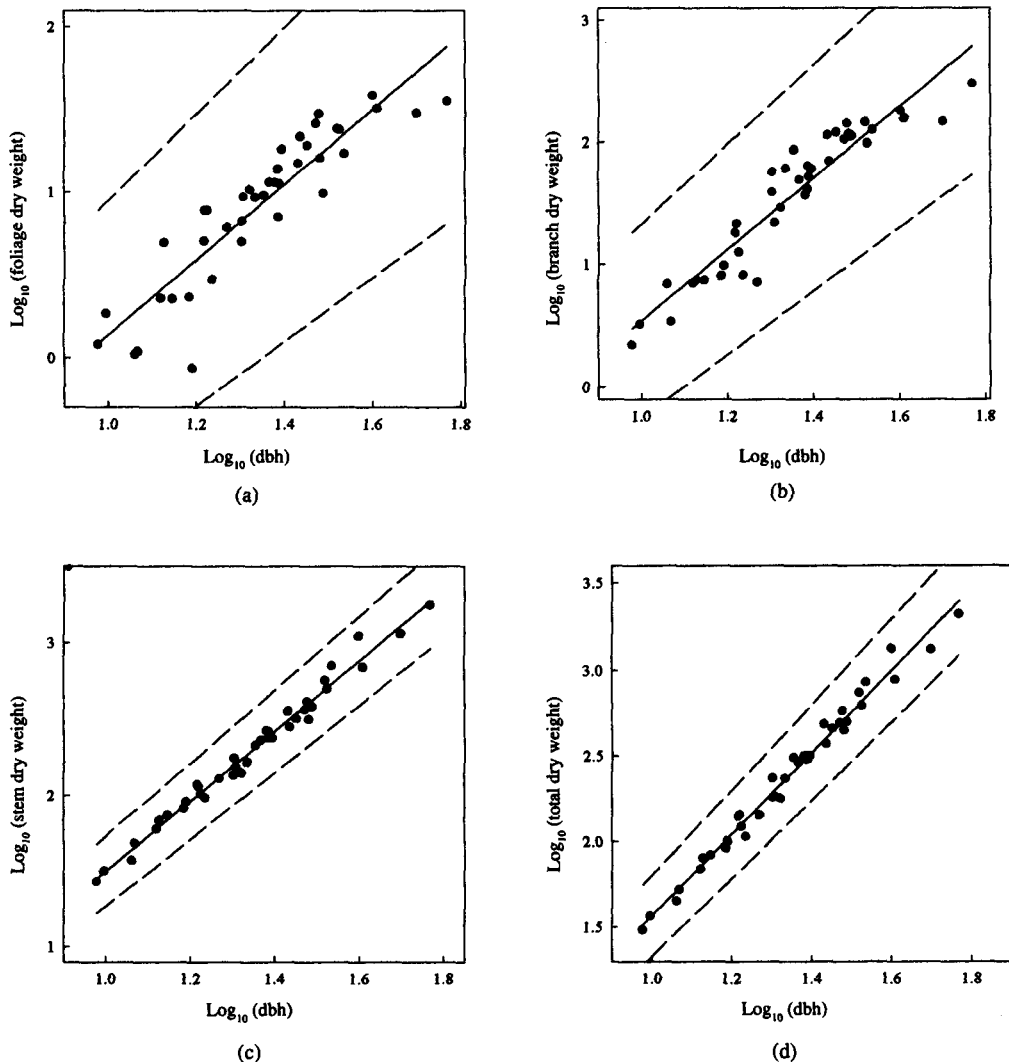 2
1
0
Log10 (foliage dry weight)
1.0 1.2 1.4 1.6 1.8
Log10 (dbh)
(a)
3
2
1
0
Log10 (branch dry weight)
1.0 1.2 1.4 1.6 1.8
Log10 (dbh)
(b)
3
2
1
Log10 (stem dry weight)
1.0 1.2 1.4 1.6 1.8
Log10 (dbh)
(c)
3.5
3.0
2.5
2.0
1.5
Log10 (total dry weight)
1.0 1.2 1.4 1.6 1.8
Log10 (dbh)
(d)